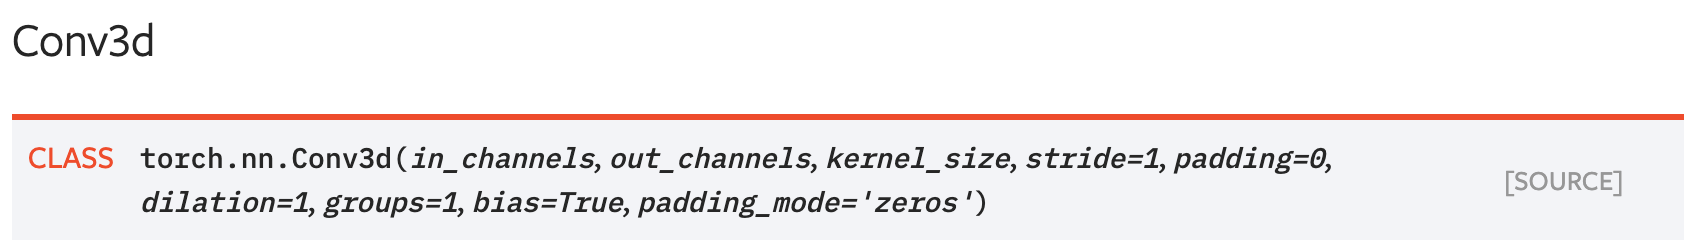 Conv3d
CLASS torch.nn.Conv3d(in_channels, out_channels, kernel_size, stride=1, padding=0,
dilation=1, groups=1, bias=True, padding_mode='zeros')
[SOURCE]